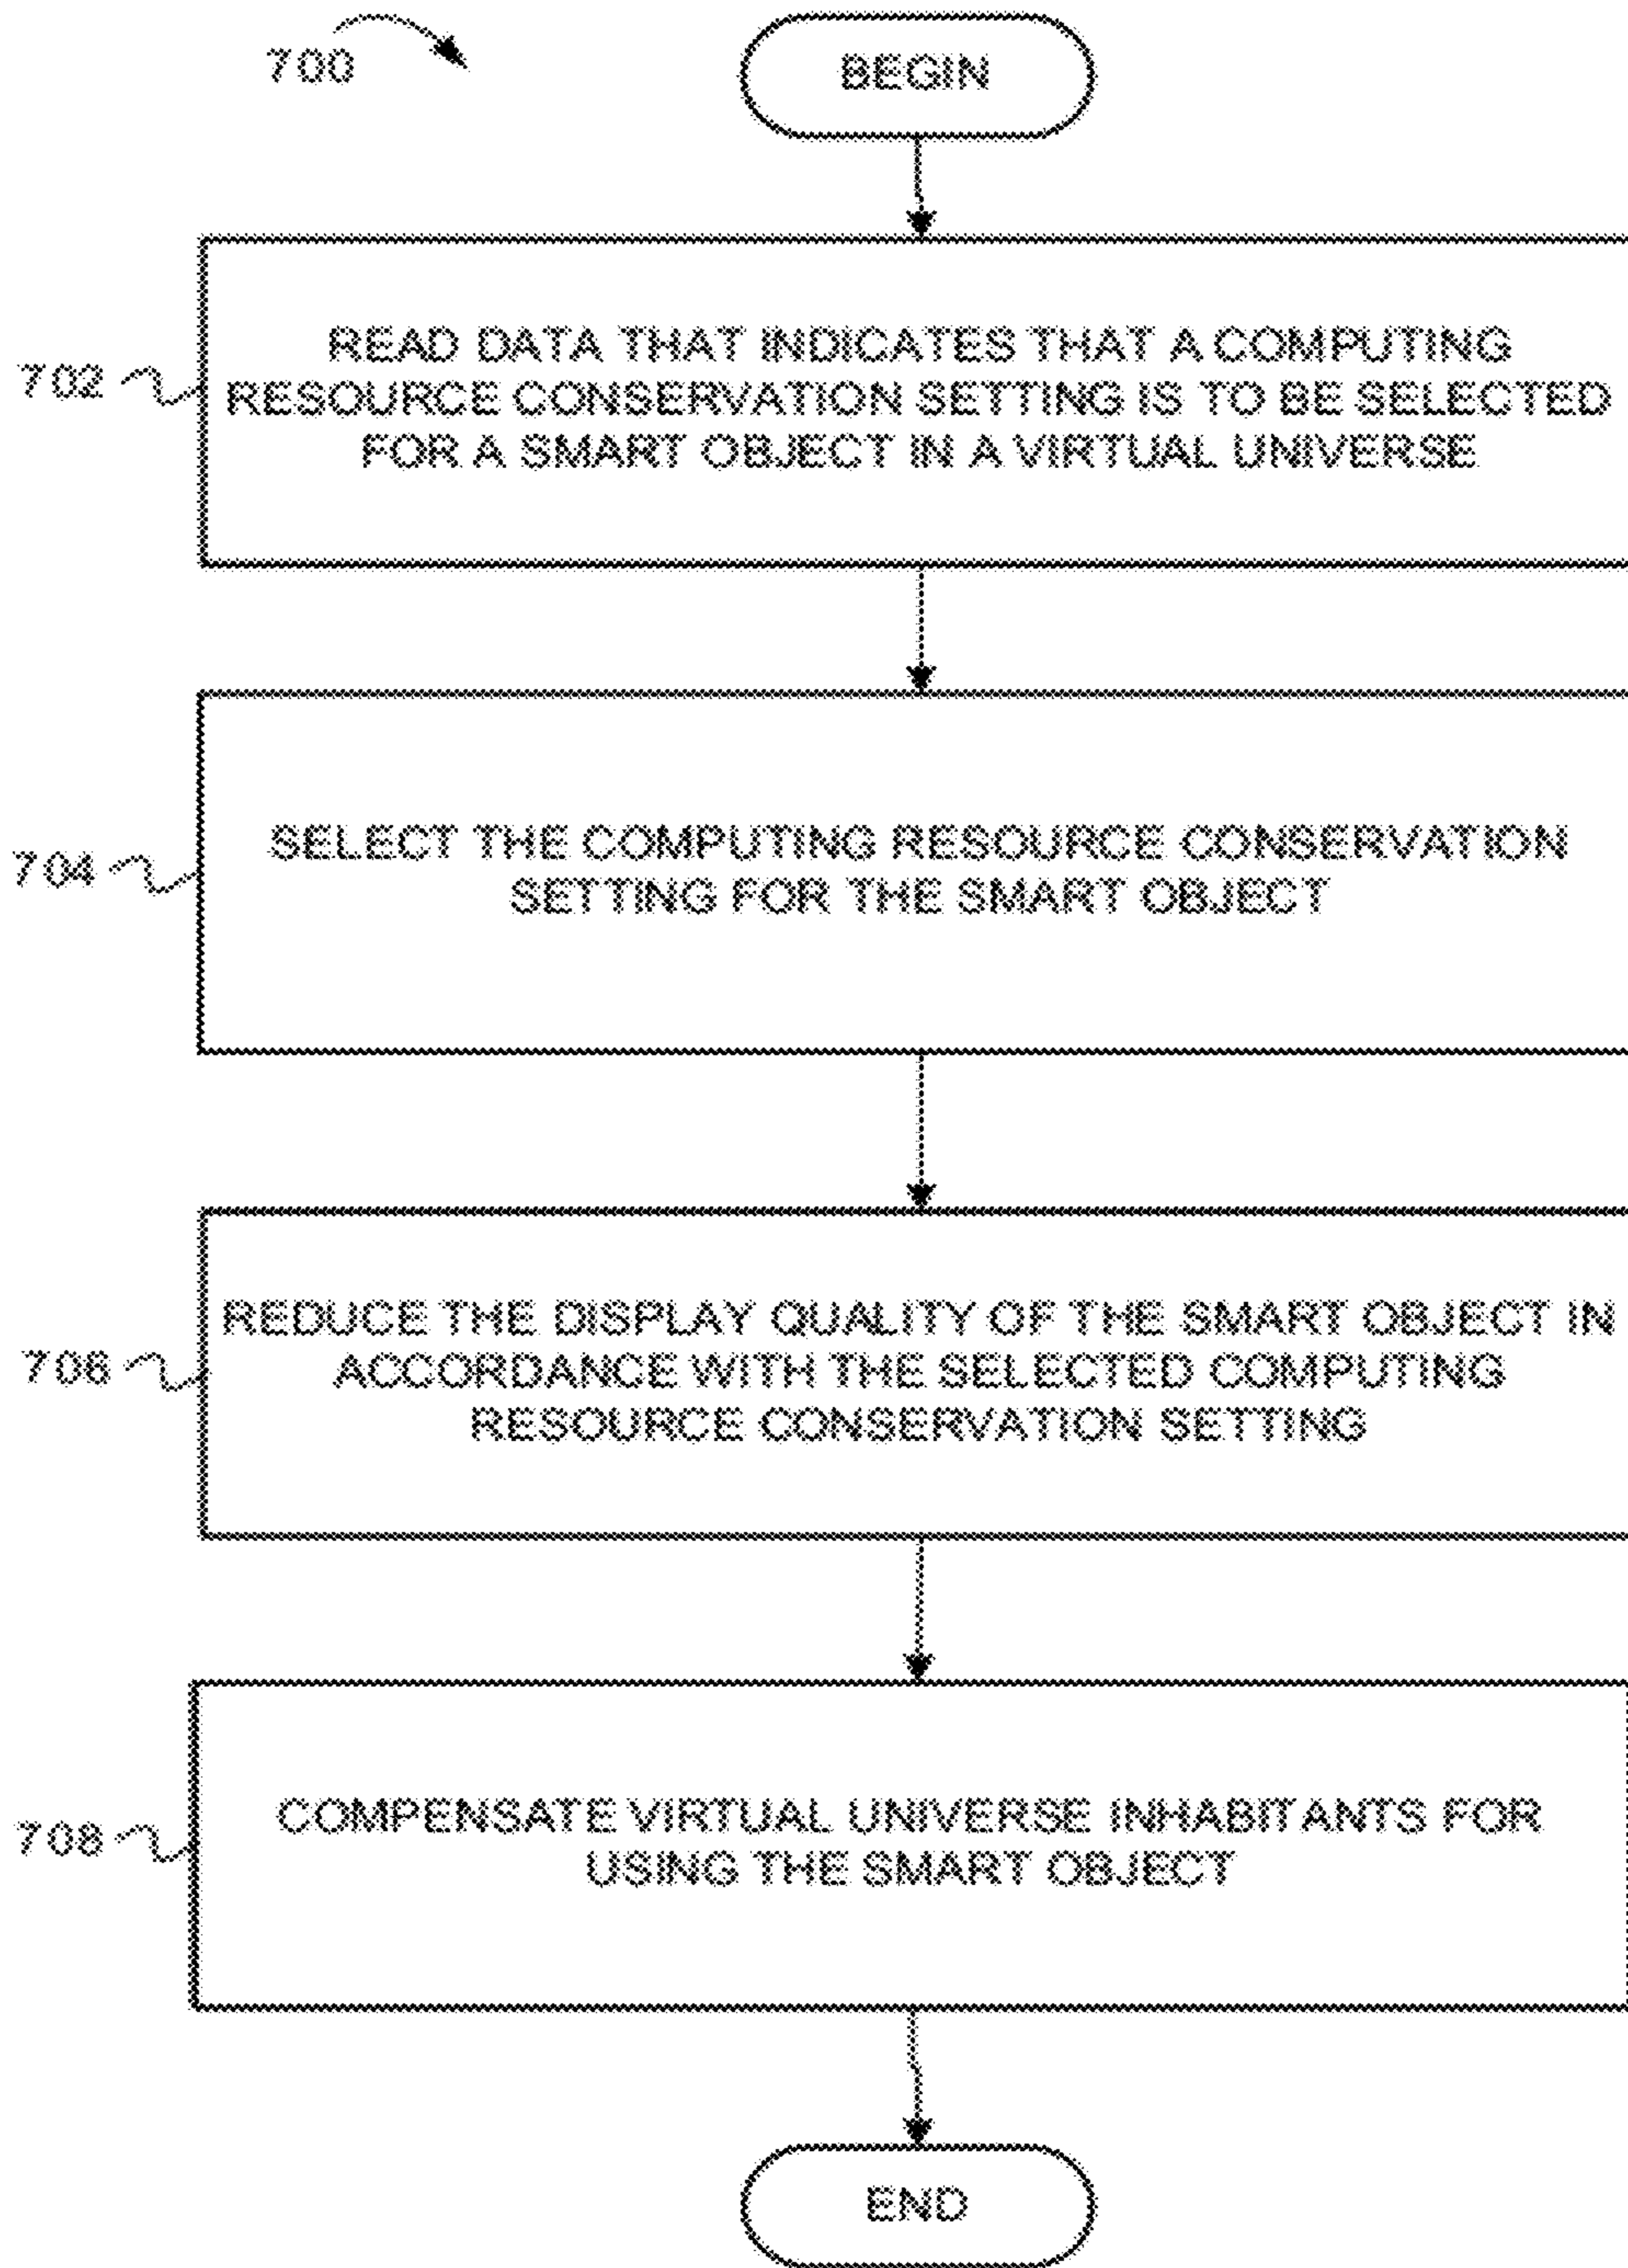 700
BEGIN
702
READ DATA THAT INDICATES THAT A COMPUTING
RESOURCE CONSERVATION SETTING IS TO BE SELECTED
FOR A SMART OBJECT IN A VIRTUAL UNIVERSE
704
SELECT THE COMPUTING RESOURCE CONSERVATION
SETTING FOR THE SMART OBJECT
706
REDUCE THE DISPLAY QUALITY OF THE SMART OBJECT IN
ACCORDANCE WITH THE SELECTED COMPUTING
RESOURCE CONSERVATION SETTING
708
COMPENSATE VIRTUAL UNIVERSE INHABITANTS FOR
USING THE SMART OBJECT
END